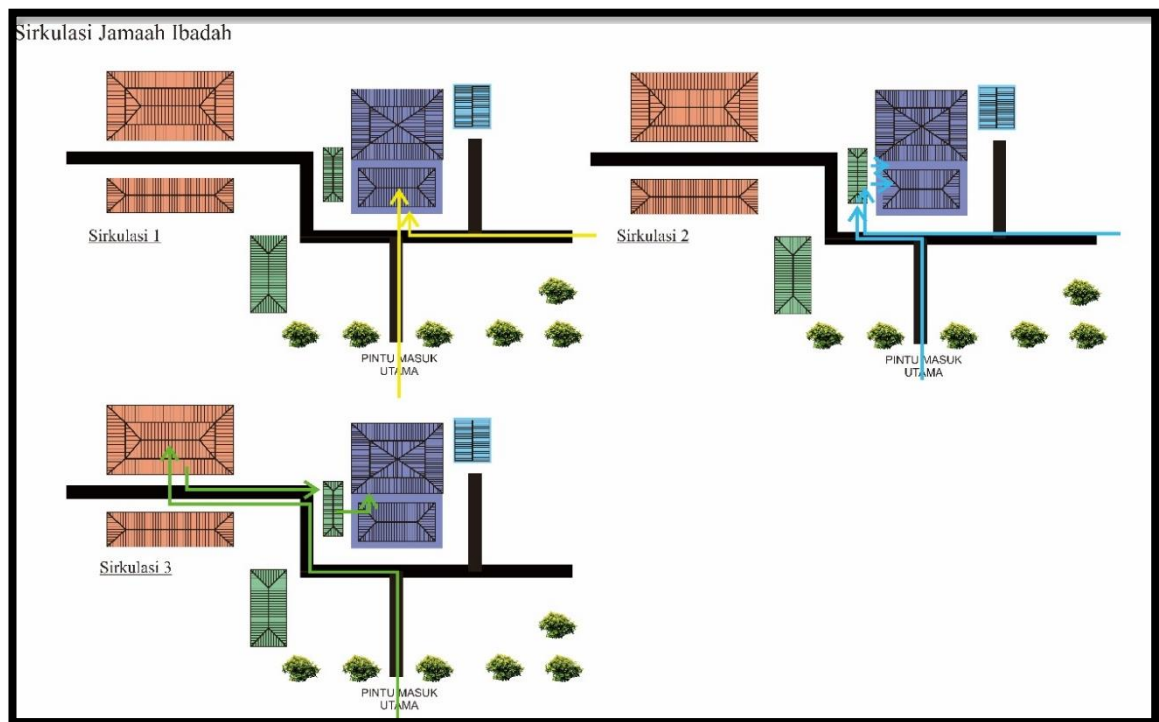 Sirkulasi Jamaah Ibadah
Sirkulasi 1
PINTU MASUK
UTAMA
Sirkulasi 2
PINTU MASUK
UTAMA
Sirkulasi 3
PINTU MASUK
UTAMA